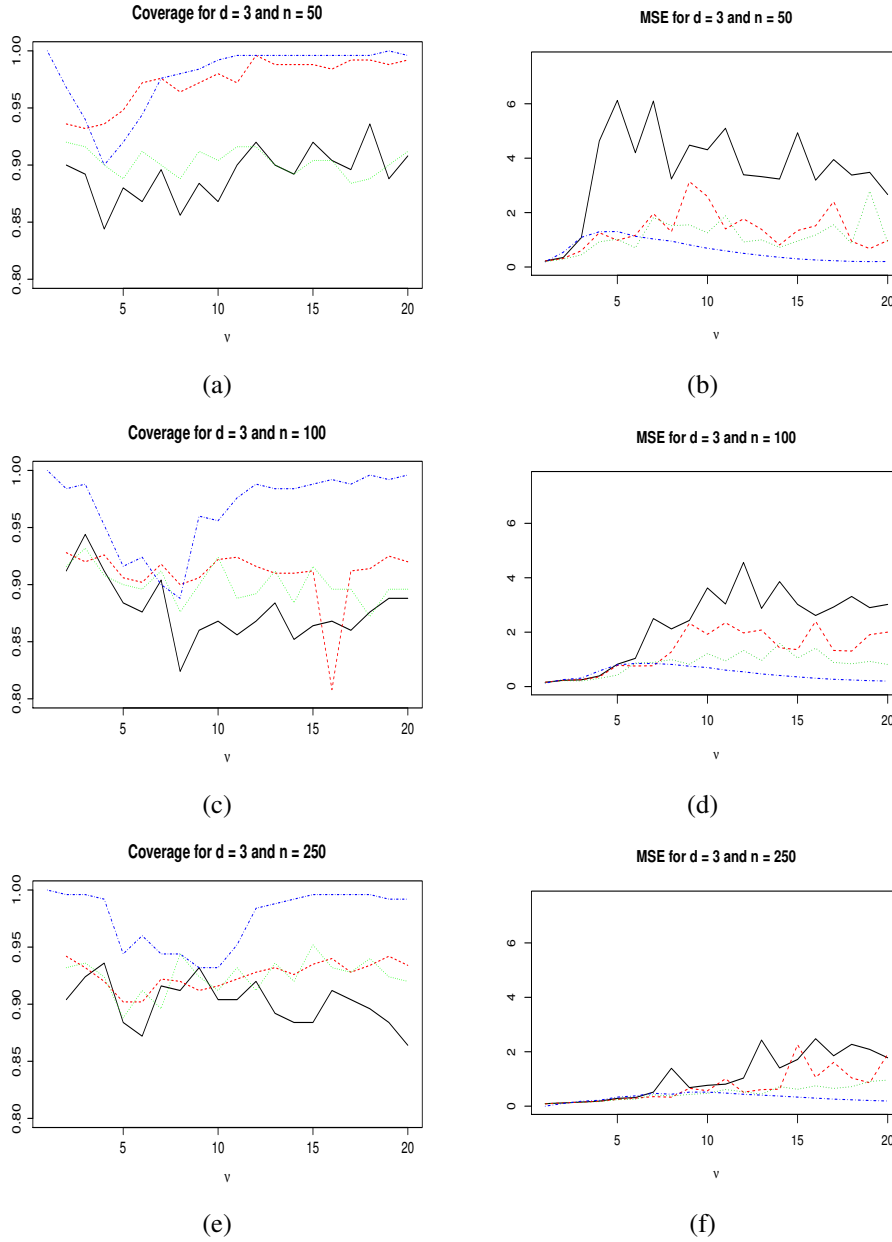 Coverage for d = 3 and n = 50
1.00
0.95
0.90
0.85
0.80
5 10 15 20
ν
(a)
MSE for d = 3 and n = 50
6
4
2
0
5 10 15 20
ν
(b)
Coverage for d = 3 and n = 100
1.00
0.95
0.90
0.85
0.80
5 10 15 20
ν
(c)
MSE for d = 3 and n = 100
6
4
2
0
5 10 15 20
ν
(d)
Coverage for d = 3 and n = 250
1.00
0.95
0.90
0.85
0.80
5 10 15 20
ν
(e)
MSE for d = 3 and n = 250
6
4
2
0
5 10 15 20
ν
(f)